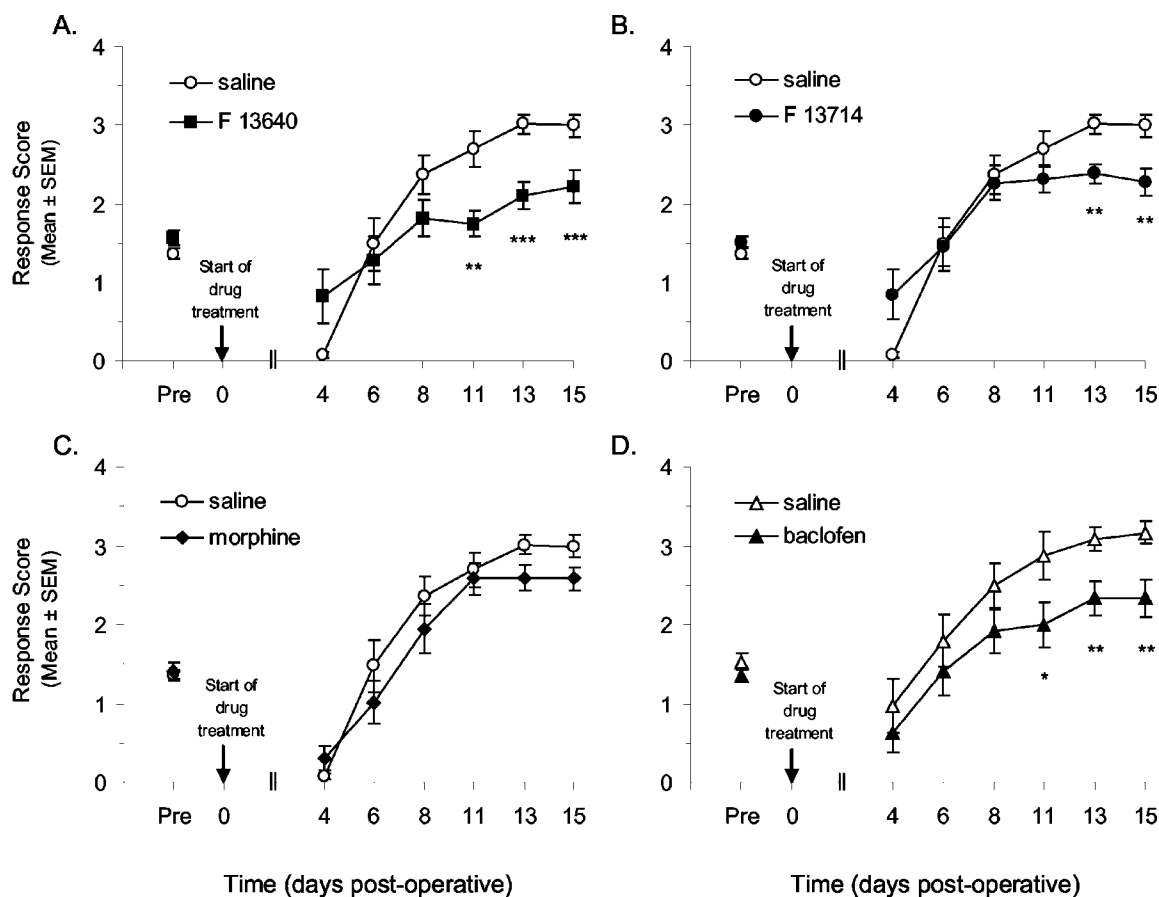 A.
Response Score
(Mean ± SEM)
4
3
2
1
0
saline
F 13640
Start of
drug
treatment
**
***
***
Pre
0
4
6
8
11
13
15
B.
4
3
2
1
0
saline
F 13714
Start of
drug
treatment
**
**
Pre
0
4
6
8
11
13
15
C.
Response Score
(Mean ± SEM)
4
3
2
1
0
saline
morphine
Start of
drug
treatment
Pre
0
4
6
8
11
13
15
Time (days post-operative)
D.
4
3
2
1
0
saline
baclofen
Start of
drug
treatment
*
**
**
Pre
0
4
6
8
11
13
15
Time (days post-operative)